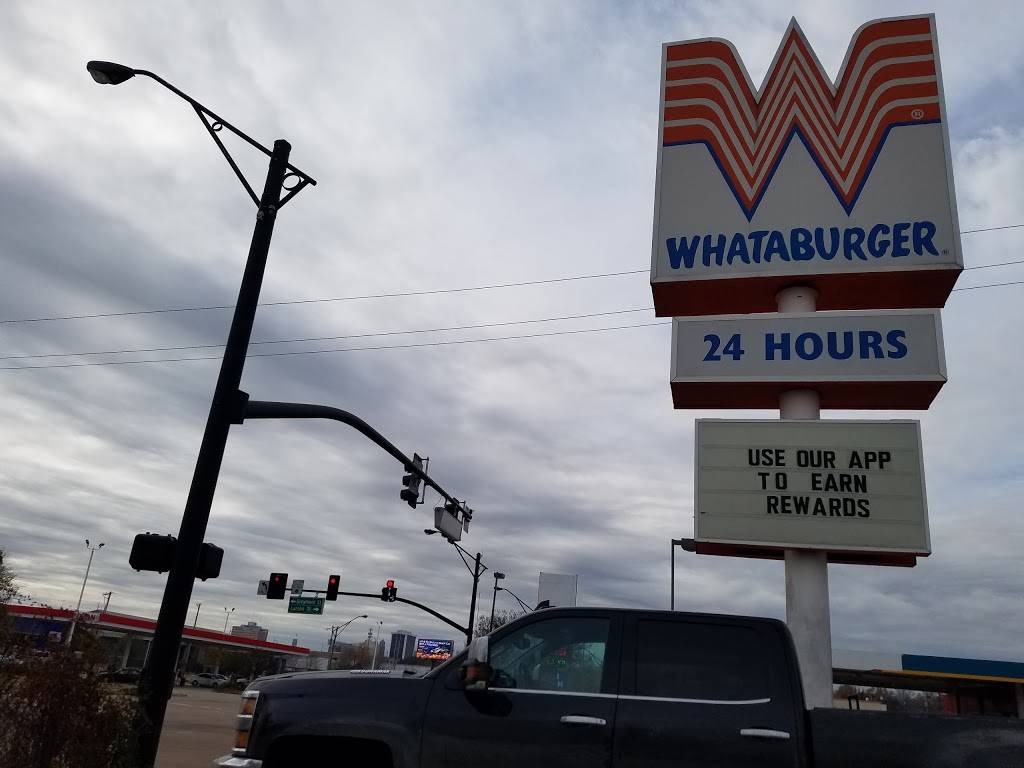 WHATABURGER
24 HOURS
USE OUR APP
TO EARN
REWARDS